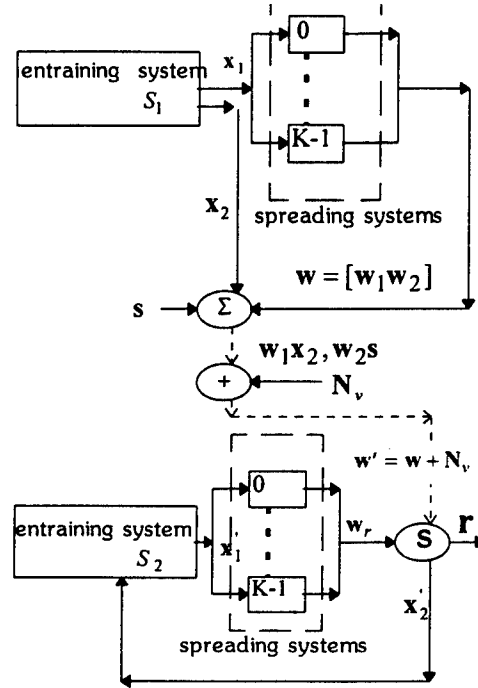 0
entraining system
x₁
S₁
K-1
x₂
spreading systems
w = [w₁w₂]
s
Σ
w₁x₂, w₂s
+
Nᵥ
w' = w + Nᵥ
0
entraining system
x'₁
wᵣ
S
r
S₂
K-1
x'₂
spreading systems